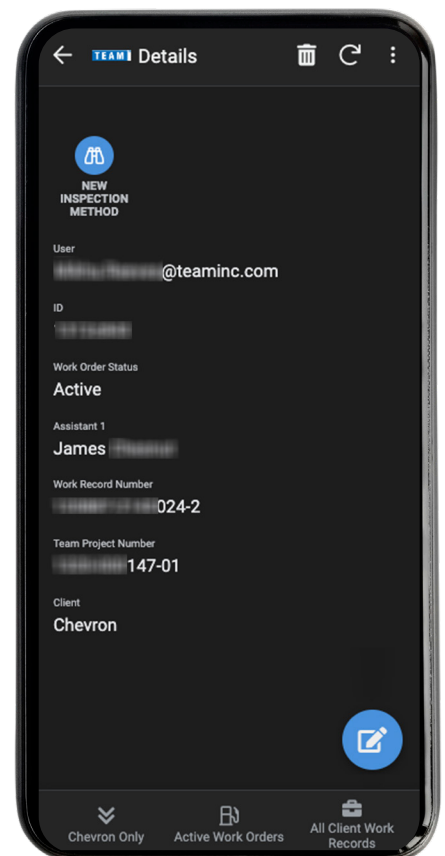 TEAM Details
NEW
INSPECTION
METHOD
User
@teaminc.com
ID
Work Order Status
Active
Assistant 1
James
Work Record Number
024-2
Team Project Number
147-01
Client
Chevron
Chevron Only
Active Work Orders
All Client Work
Records